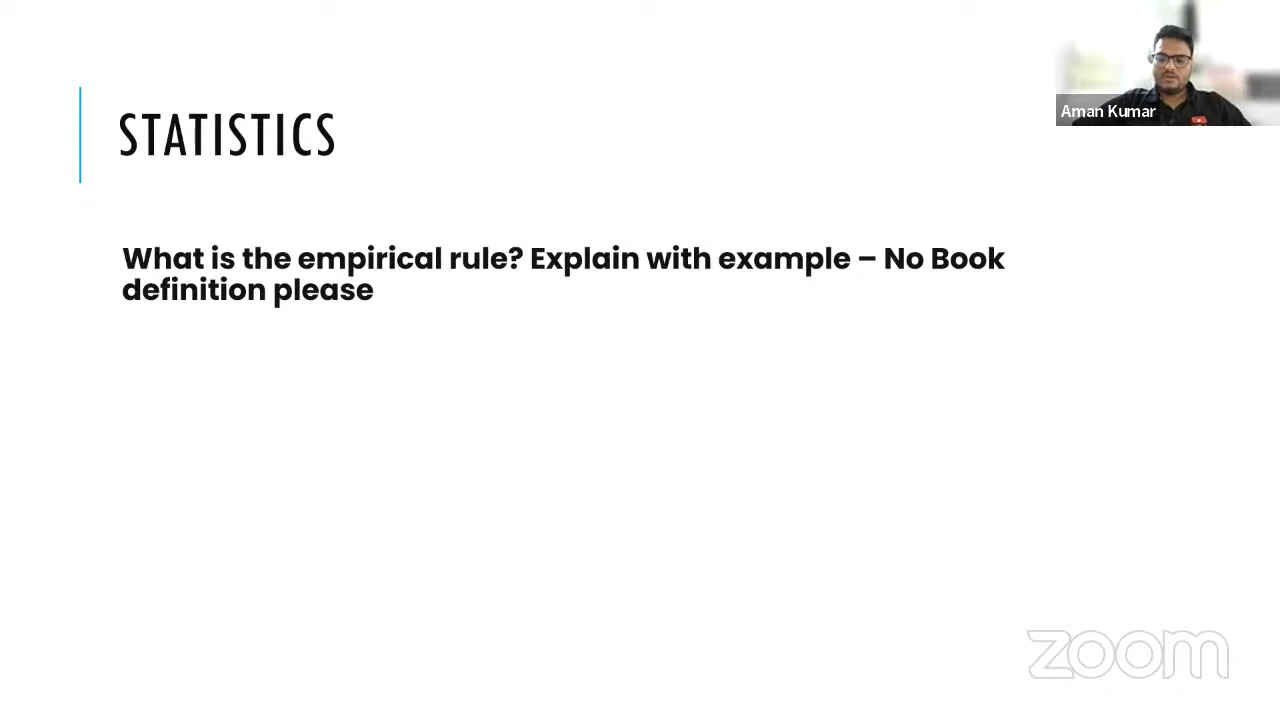 Aman Kumar
STATISTICS
What is the empirical rule? Explain with example – No Book
definition please
zoom